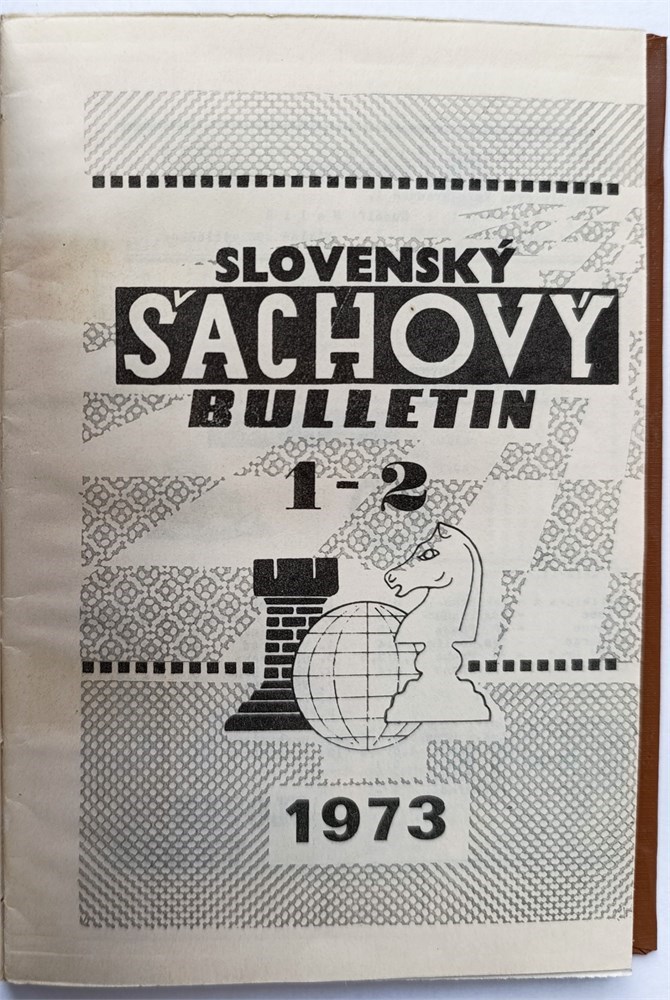 SLOVENSKÝ
ŠACHOVÝ
BULLETIN
1-2
1973